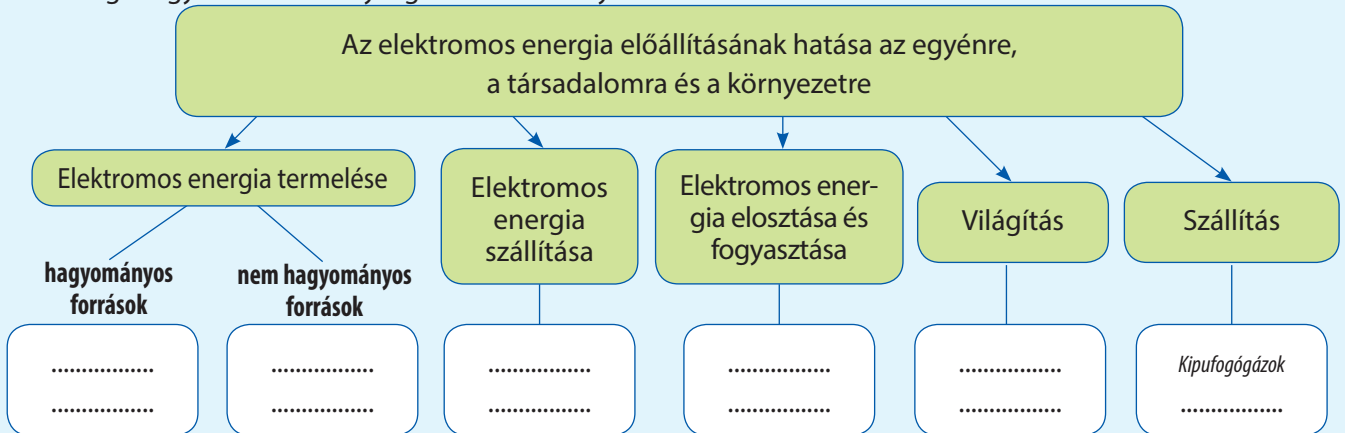 Az elektromos energia előállításának hatása az egyénre,
a társadalomra és a környezetre
Elektromos energia termelése
Elektromos
energia
szállítása
Elektromos ener-
gia elosztása és
fogyasztása
Világítás
Szállítás
hagyományos
források
nem hagyományos
források
.................
.................
.................
.................
.................
.................
.................
.................
.................
.................
Kipufogógázok
.................